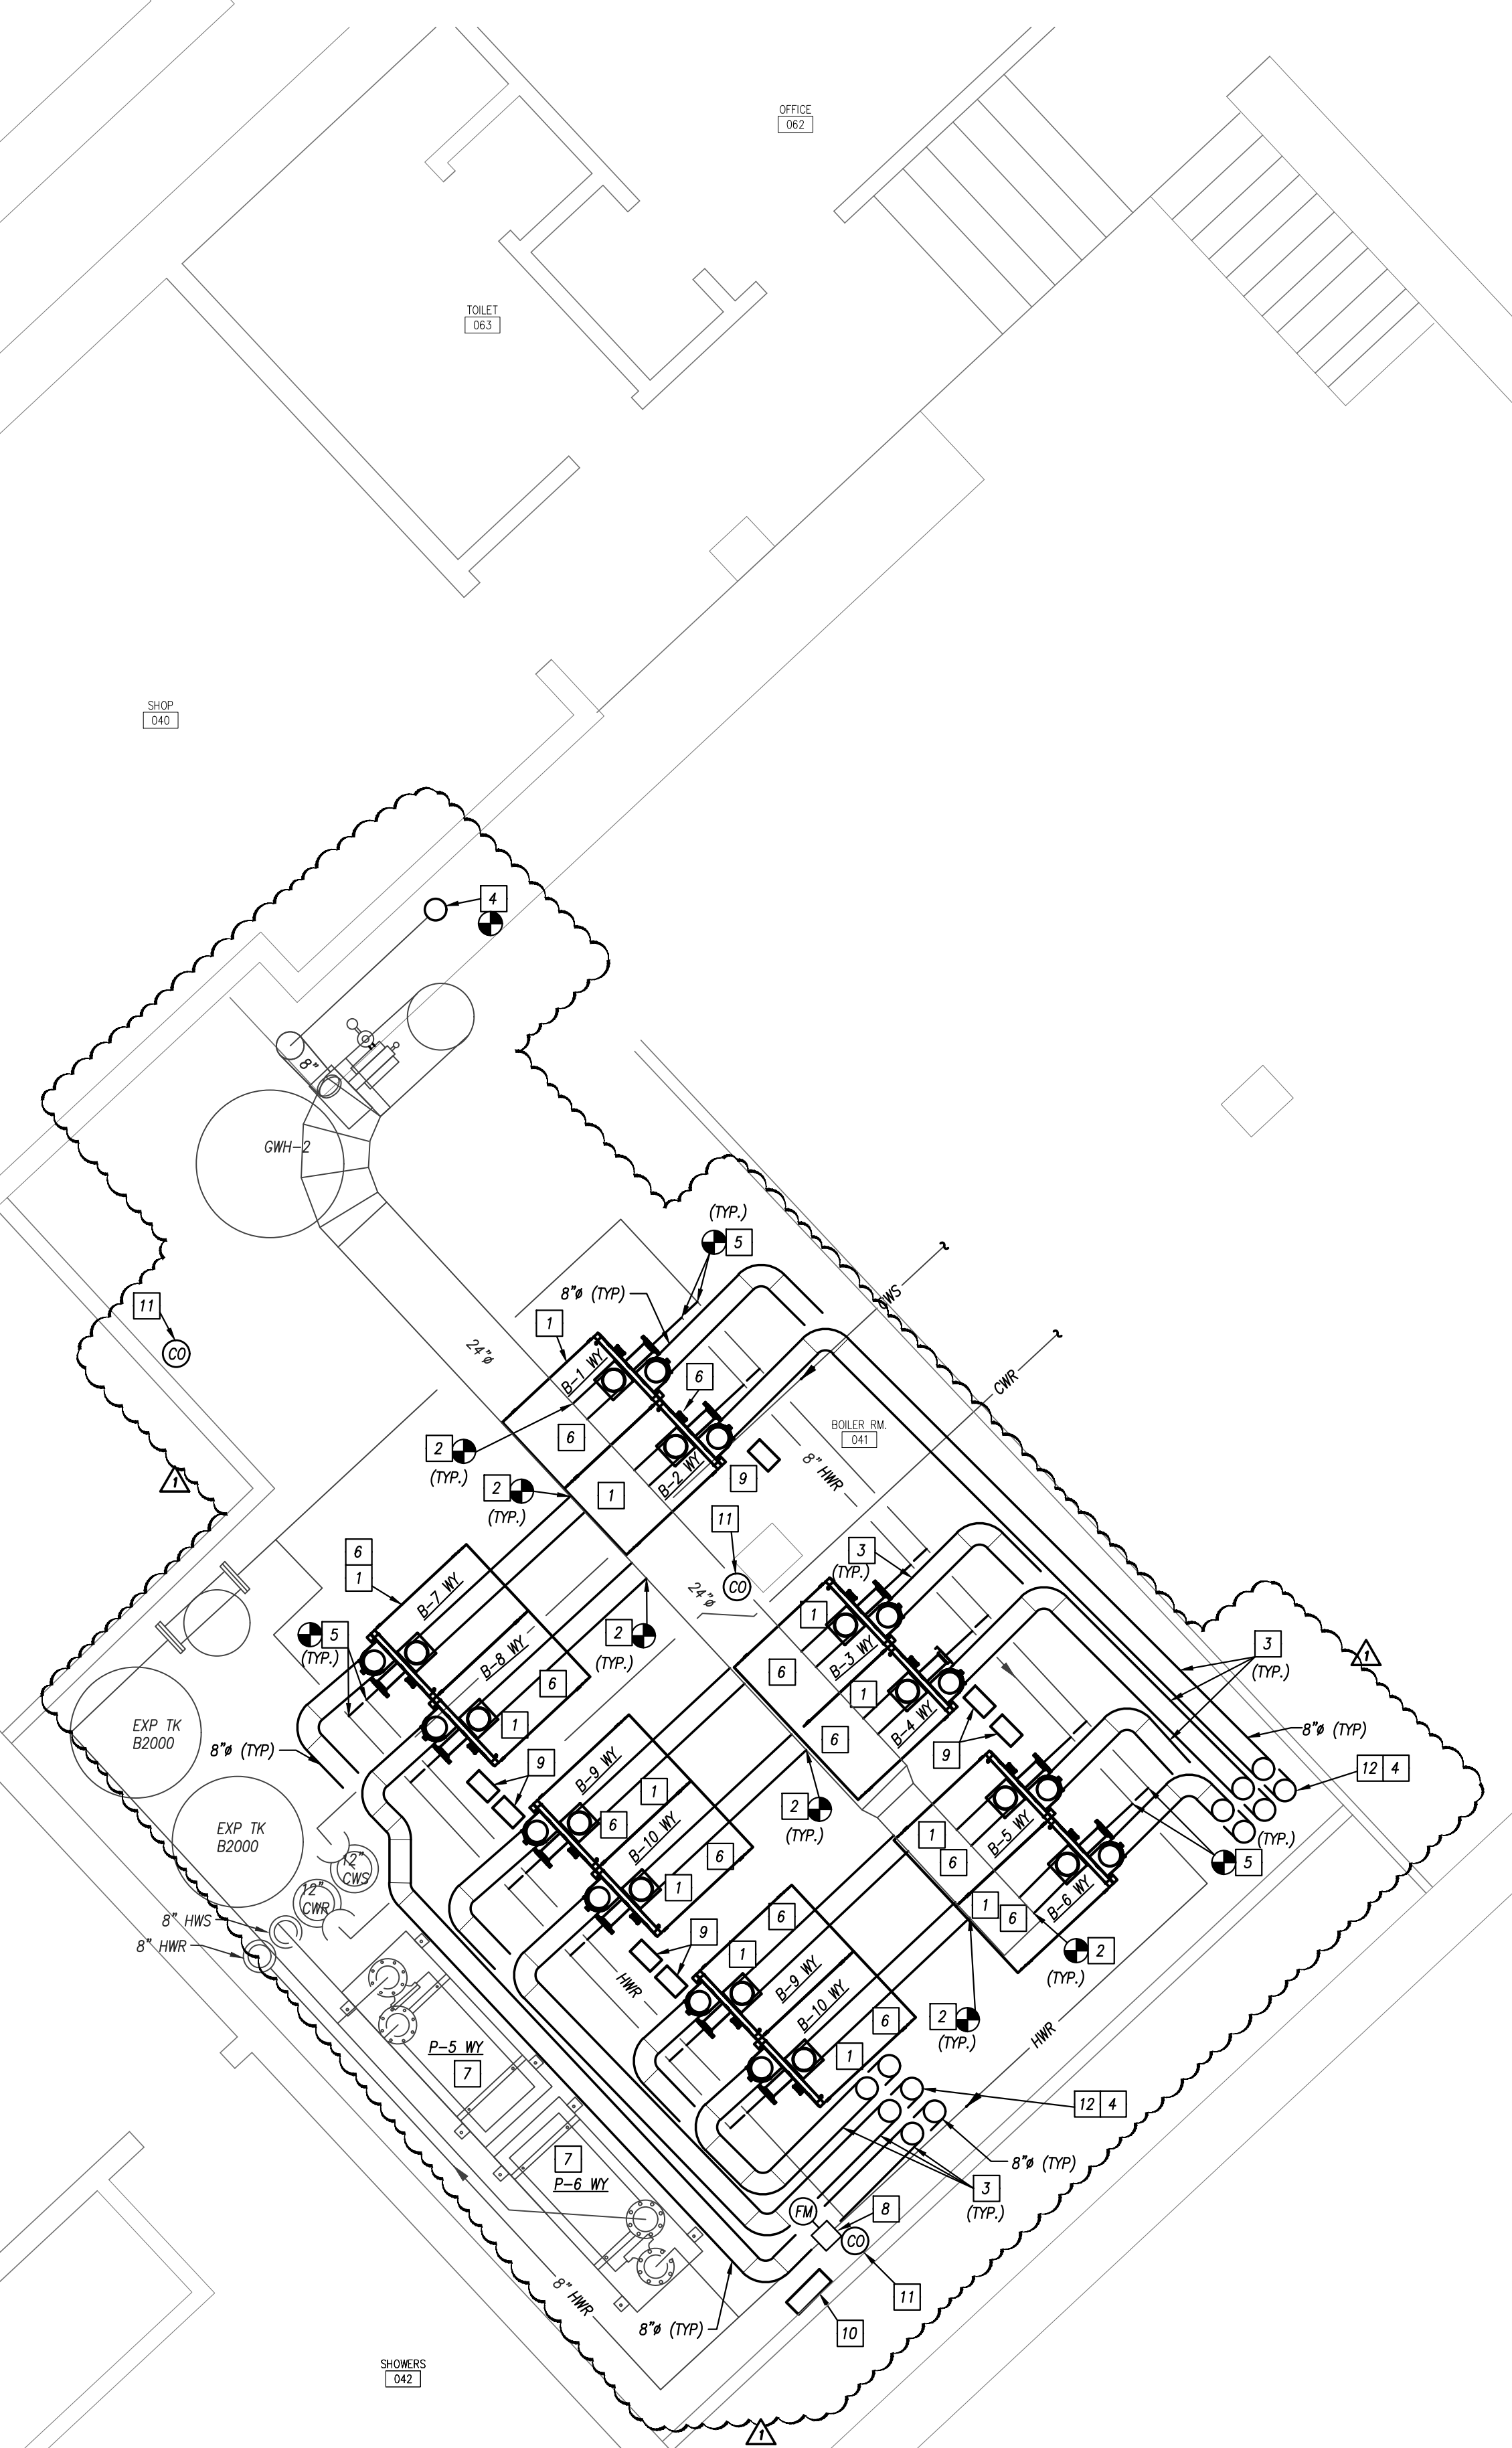 OFFICE
062
TOILET
063
SHOP
040
4
8"
GWH-2
(TYP.)
5
CWS
11
CO
8"ø (TYP)
1
24"ø
B-1 WY
6
CWR
BOILER RM.
041
6
2
(TYP.)
B-2 WY
9
8" HWR
1
2
(TYP.)
1
11
CO
3
(TYP.)
6
1
B-7 WY
24"ø
1
5
(TYP.)
2
(TYP.)
B-8 WY
6
6
B-3 WY
3
(TYP.)
1
1
B-4 WY
EXP TK
B2000
8"ø (TYP)
9
6
9
8"ø (TYP)
12 4
B-9 WY
1
6
2
(TYP.)
EXP TK
B2000
B-10 WY
6
1
6
B-5 WY
(TYP.)
5
12"
CWS
12"
CWR
1
1
6
B-6 WY
8" HWS
8" HWR
9
6
1
2
(TYP.)
HWR
B-9 WY
B-10 WY
6
2
(TYP.)
HWR
P-5 WY
7
1
12 4
7
P-6 WY
8"ø (TYP)
3
(TYP.)
FM
8
CO
11
8" HWR
8"ø (TYP)
10
SHOWERS
042
1